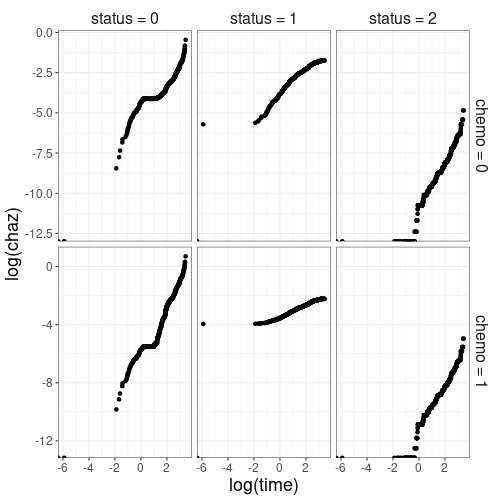 status = 0 status = 1 status = 2
0.0
-2.5
-5.0
-7.5
-10.0
-12.5
chemo = 0
log(chaz)
0
-4
-8
-12
chemo = 1
-6 -4 -2 0 2 -6 -4 -2 0 2 -6 -4 -2 0 2
log(time)